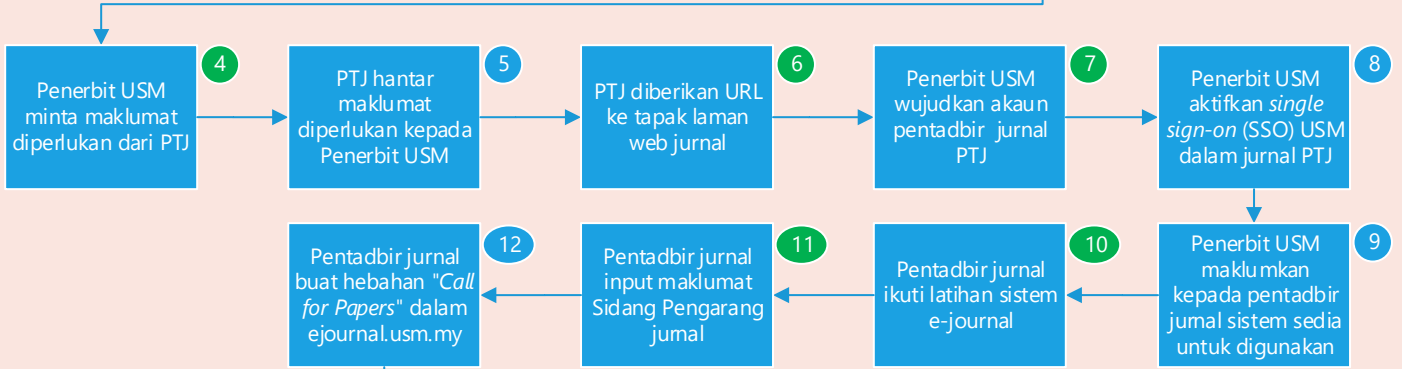 4
Penerbit USM
minta maklumat
diperlukan dari PTJ
5
PTJ hantar
maklumat
diperlukan kepada
Penerbit USM
6
PTJ diberikan URL
ke tapak laman
web jurnal
7
Penerbit USM
wujudkan akaun
pentadbir jurnal
PTJ
8
Penerbit USM
aktifkan single
sign-on (SSO) USM
dalam jurnal PTJ
9
Penerbit USM
maklumkan
kepada pentadbir
jurnal sistem sedia
untuk digunakan
10
Pentadbir jurnal
ikuti latihan sistem
e-journal
11
Pentadbir jurnal
input maklumat
Sidang Pengarang
jurnal
12
Pentadbir jurnal
buat hebahan "Call
for Papers" dalam
ejournal.usm.my